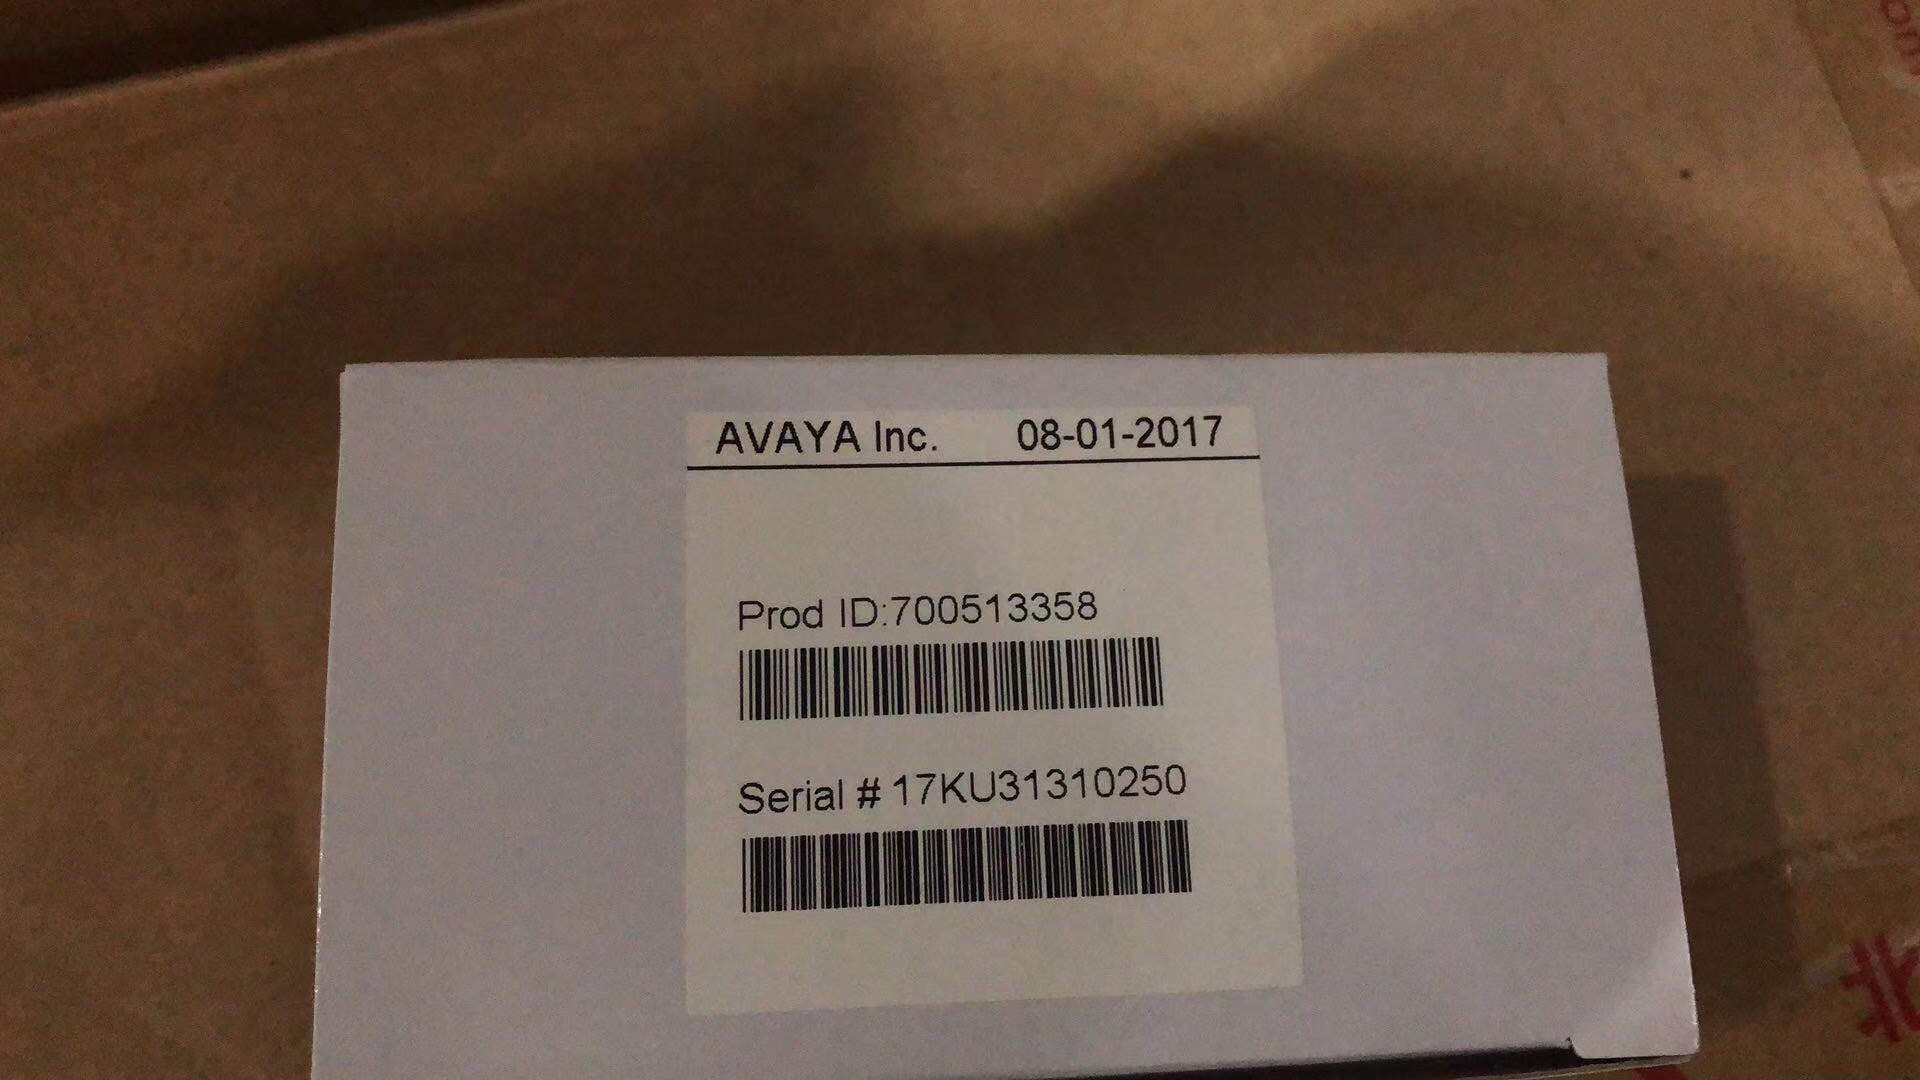 AVAYA Inc. 08-01-2017
Prod ID:700513358
Serial # 17KU31310250